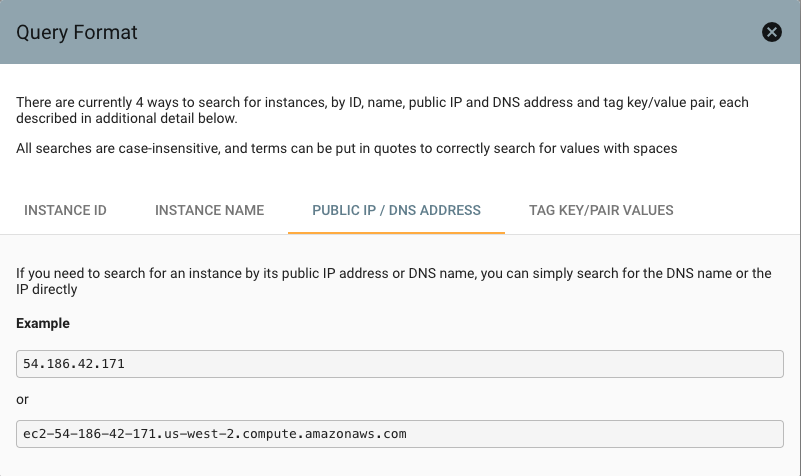 Query Format
There are currently 4 ways to search for instances, by ID, name, public IP and DNS address and tag key/value pair, each
described in additional detail below.
All searches are case-insensitive, and terms can be put in quotes to correctly search for values with spaces
INSTANCE ID
INSTANCE NAME
PUBLIC IP / DNS ADDRESS
TAG KEY/PAIR VALUES
If you need to search for an instance by its public IP address or DNS name, you can simply search for the DNS name or the
IP directly
Example
54.186.42.171
or
ec2-54-186-42-171.us-west-2.compute.amazonaws.com